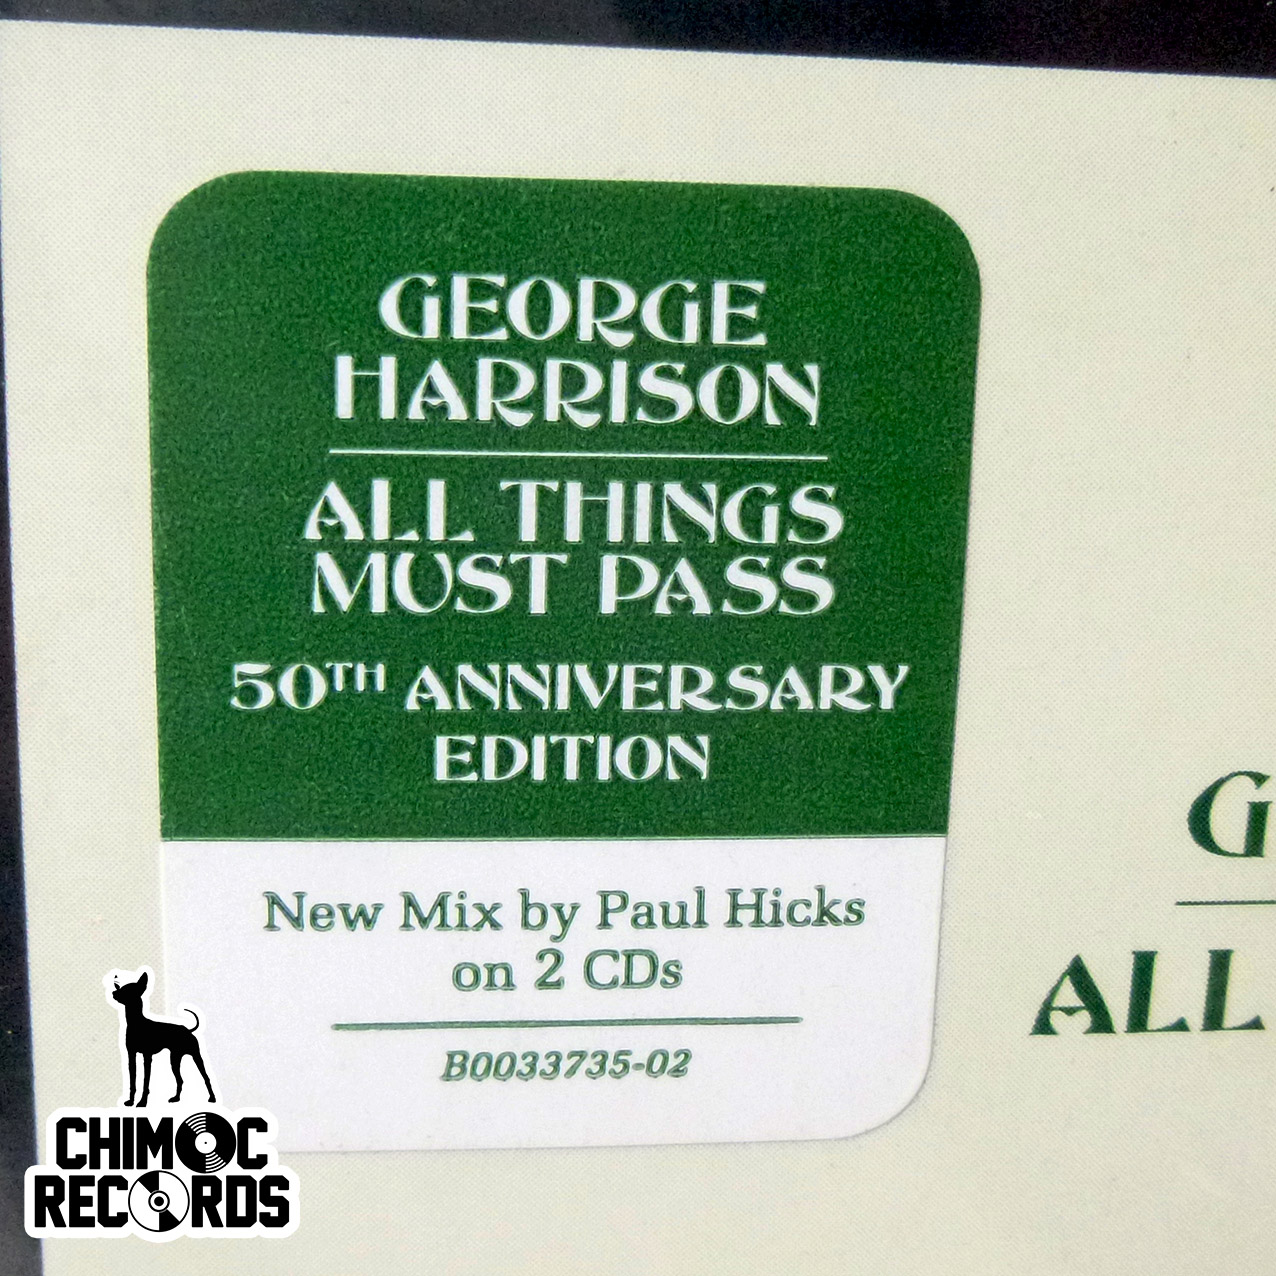 GEORGE
HARRISON
ALL THINGS
MUST PASS
50TH ANNIVERSARY
EDITION
New Mix by Paul Hicks
on 2 CDs
B0033735-02
G
ALL
CHIMOC
RECORDS